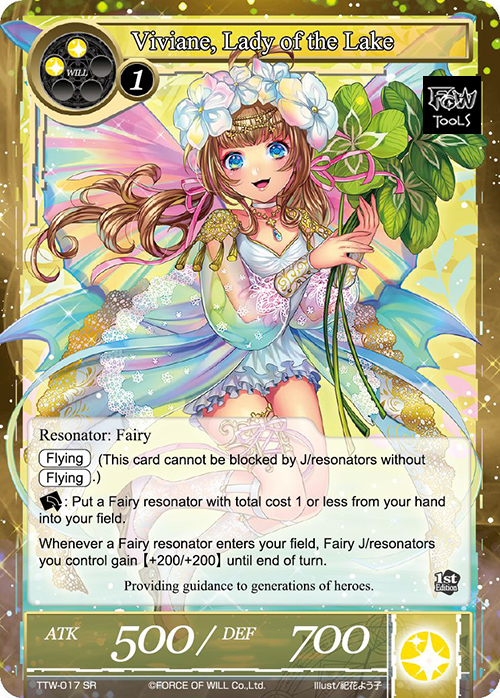 Viviane, Lady of the Lake
WILL
1
FOW
TOOLS
Resonator: Fairy
Flying (This card cannot be blocked by J/resonators without
Flying.)
: Put a Fairy resonator with total cost 1 or less from your hand
into your field.
Whenever a Fairy resonator enters your field, Fairy J/resonators
you control gain 【+200/+200】 until end of turn.
Providing guidance to generations of heroes.
1st
Edition
ATK 500 / DEF 700
TTW-017 SR ©FORCE OF WILL Co.,Ltd. Illust/祀花よう子